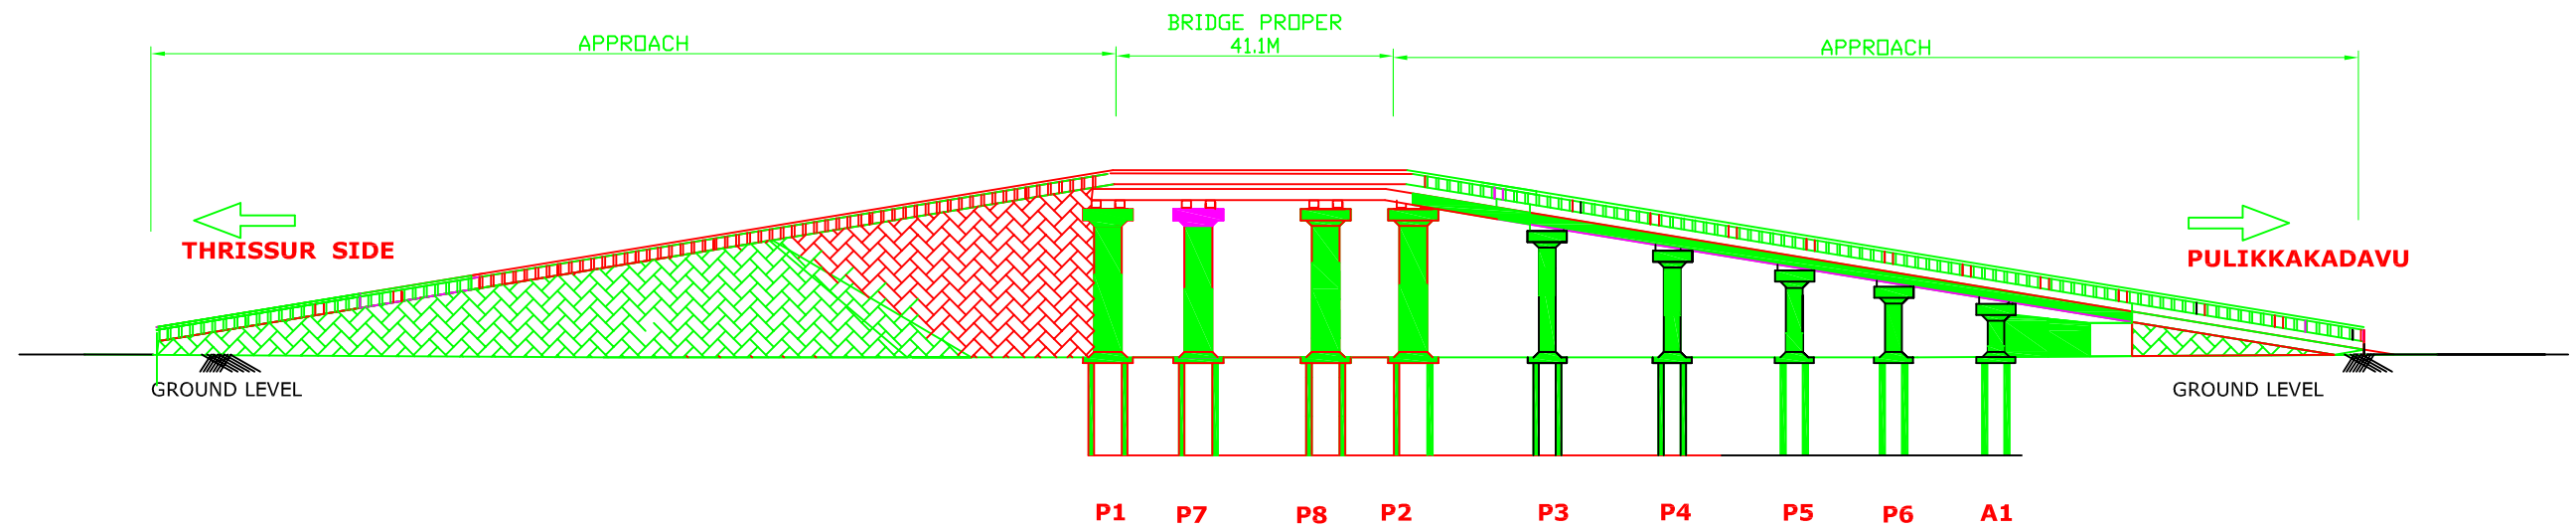 BRIDGE PROPER
41.1M
APPROACH
APPROACH
THRISSUR SIDE
PULIKKAKADAVU
GROUND LEVEL
GROUND LEVEL
P1 P7 P8 P2 P3 P4 P5 P6 A1